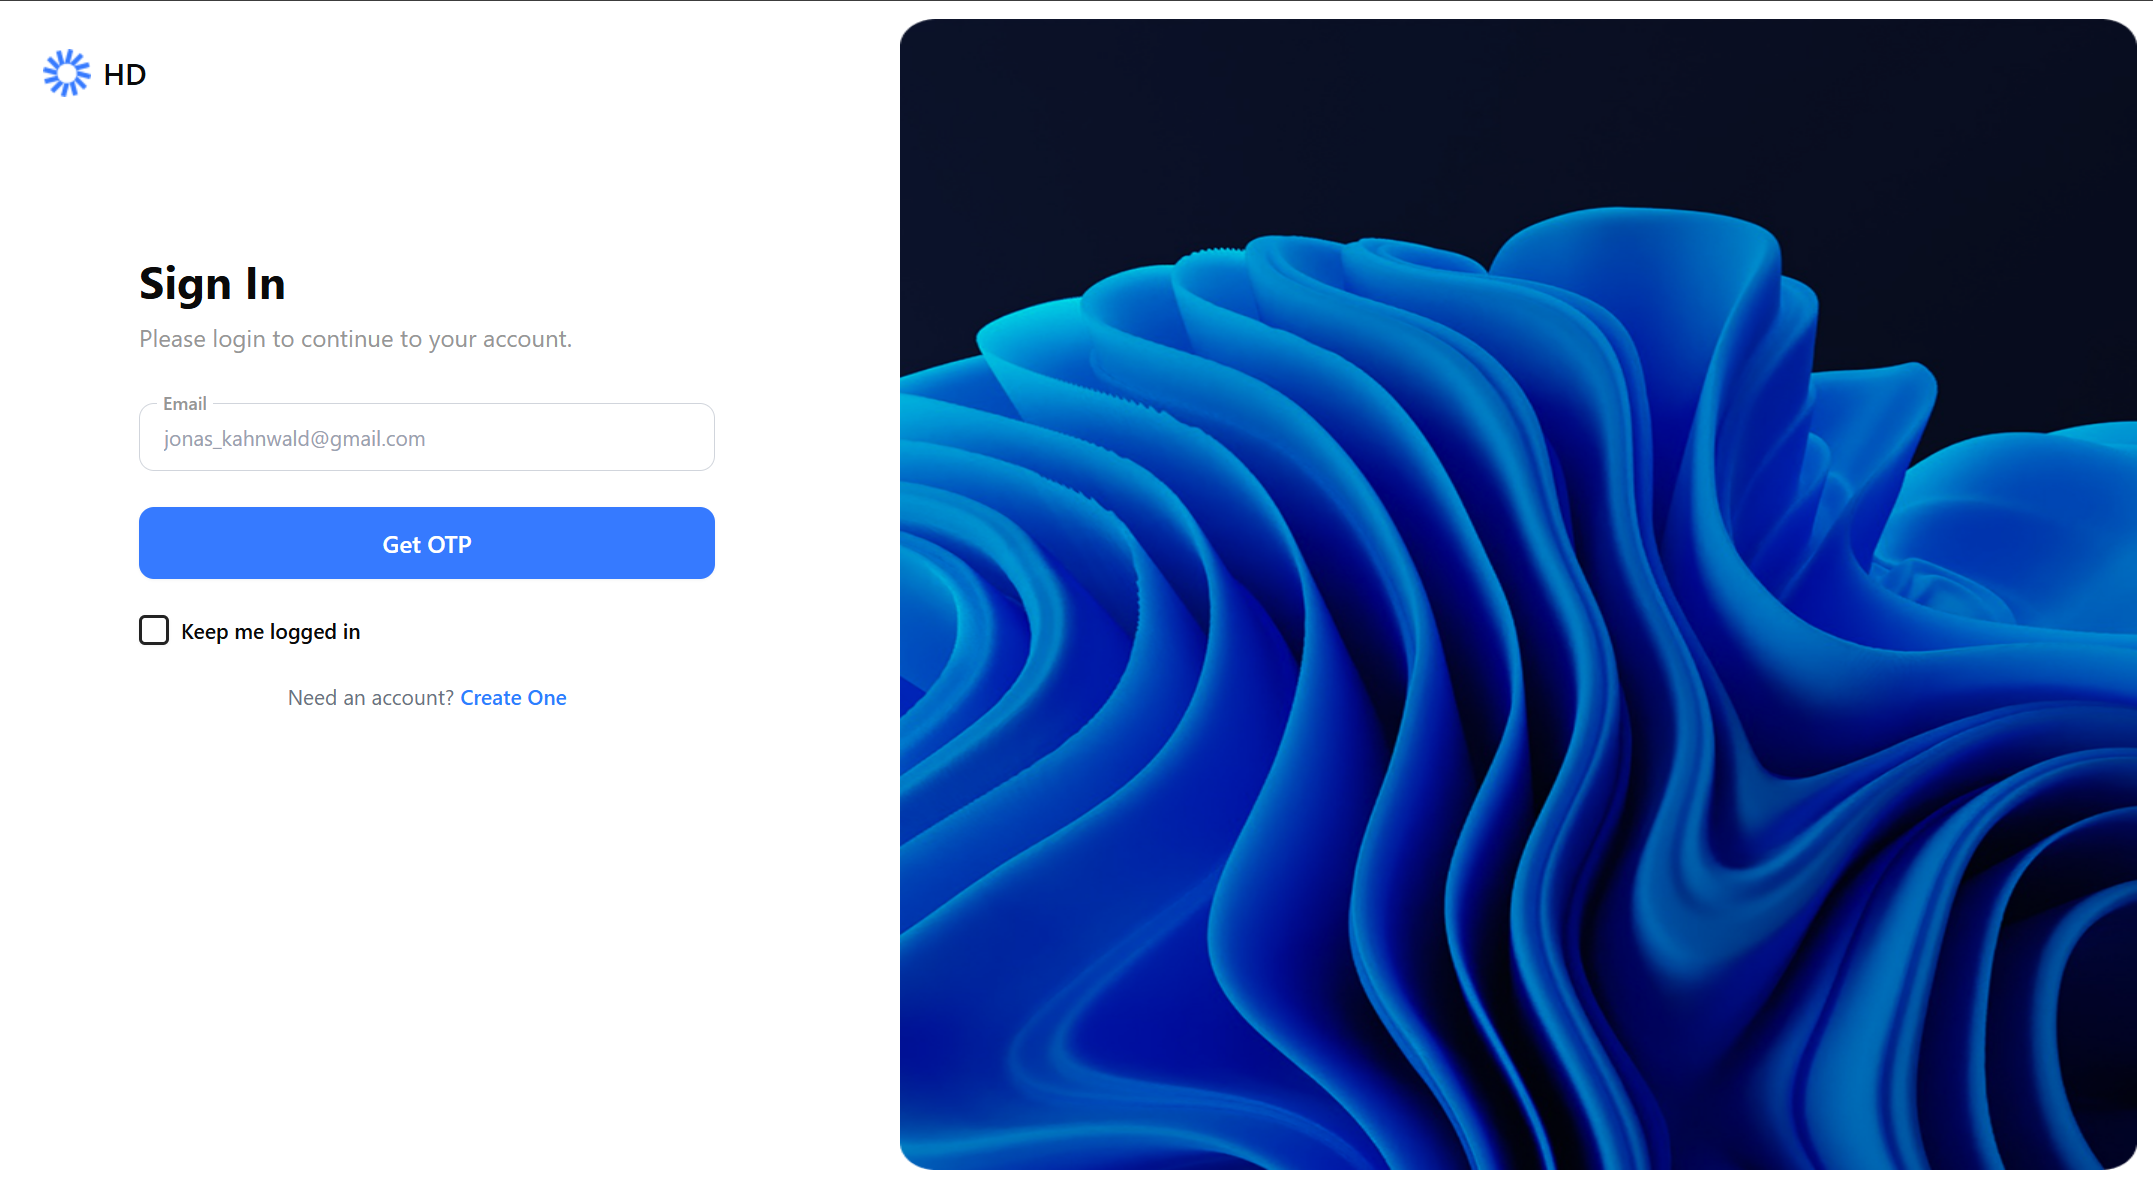 HD
Sign In
Please login to continue to your account.
Email
jonas_kahnwald@gmail.com
Get OTP
Keep me logged in
Need an account? Create One